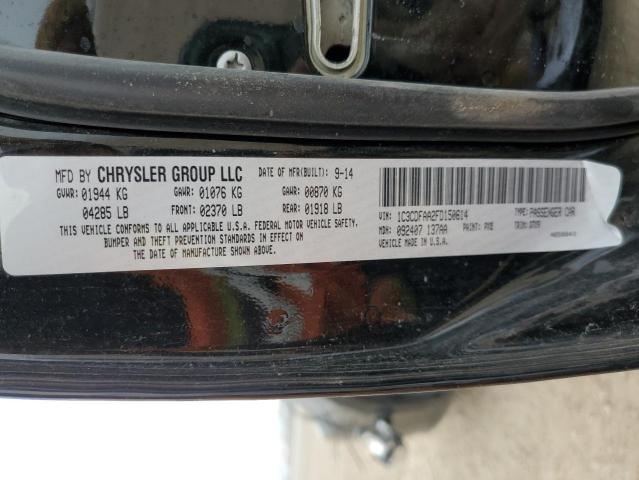 MFD BY CHRYSLER GROUP LLC DATE OF MFR(BUILT): 9-14
GVWR: 01944 KG GAWR: 01076 KG GAWR: 00870 KG
04285 LB FRONT: 02370 LB REAR: 01918 LB
THIS VEHICLE CONFORMS TO ALL APPLICABLE U.S.A. FEDERAL MOTOR VEHICLE SAFETY,
BUMPER AND THEFT PREVENTION STANDARDS IN EFFECT ON
THE DATE OF MANUFACTURE SHOWN ABOVE.
VIN: 1C3CDFAA2FD150614 TYPE: PASSENGER CAR
MDH: 092407 137AA PAINT: PX8 TRIM:
VEHICLE MADE IN U.S.A.